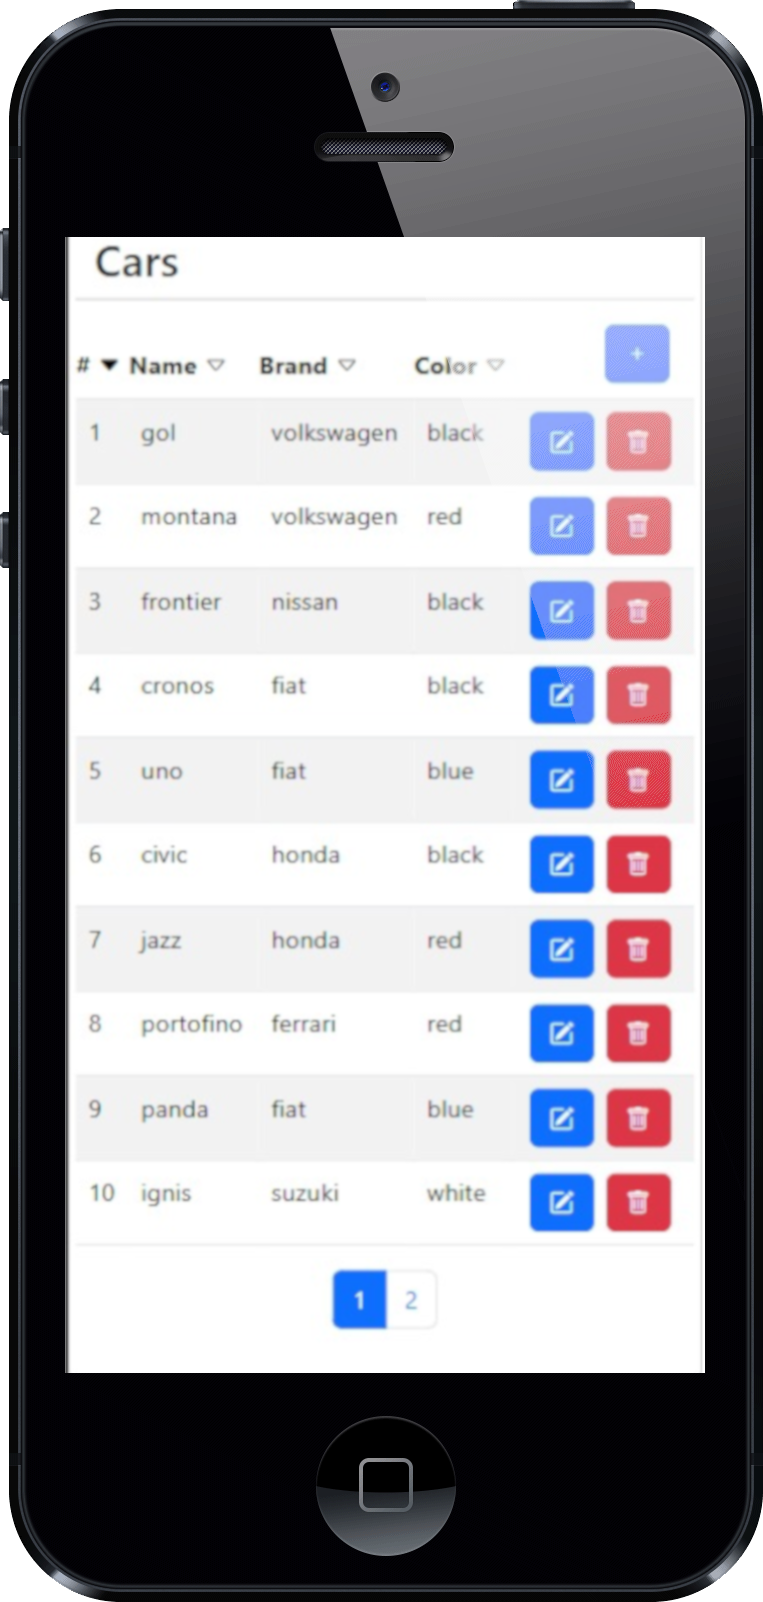 Cars
# Name Brand Color
+
1 gol volkswagen black
2 montana volkswagen red
3 frontier nissan black
4 cronos fiat black
5 uno fiat blue
6 civic honda black
7 jazz honda red
8 portofino ferrari red
9 panda fiat blue
10 ignis suzuki white
1 2